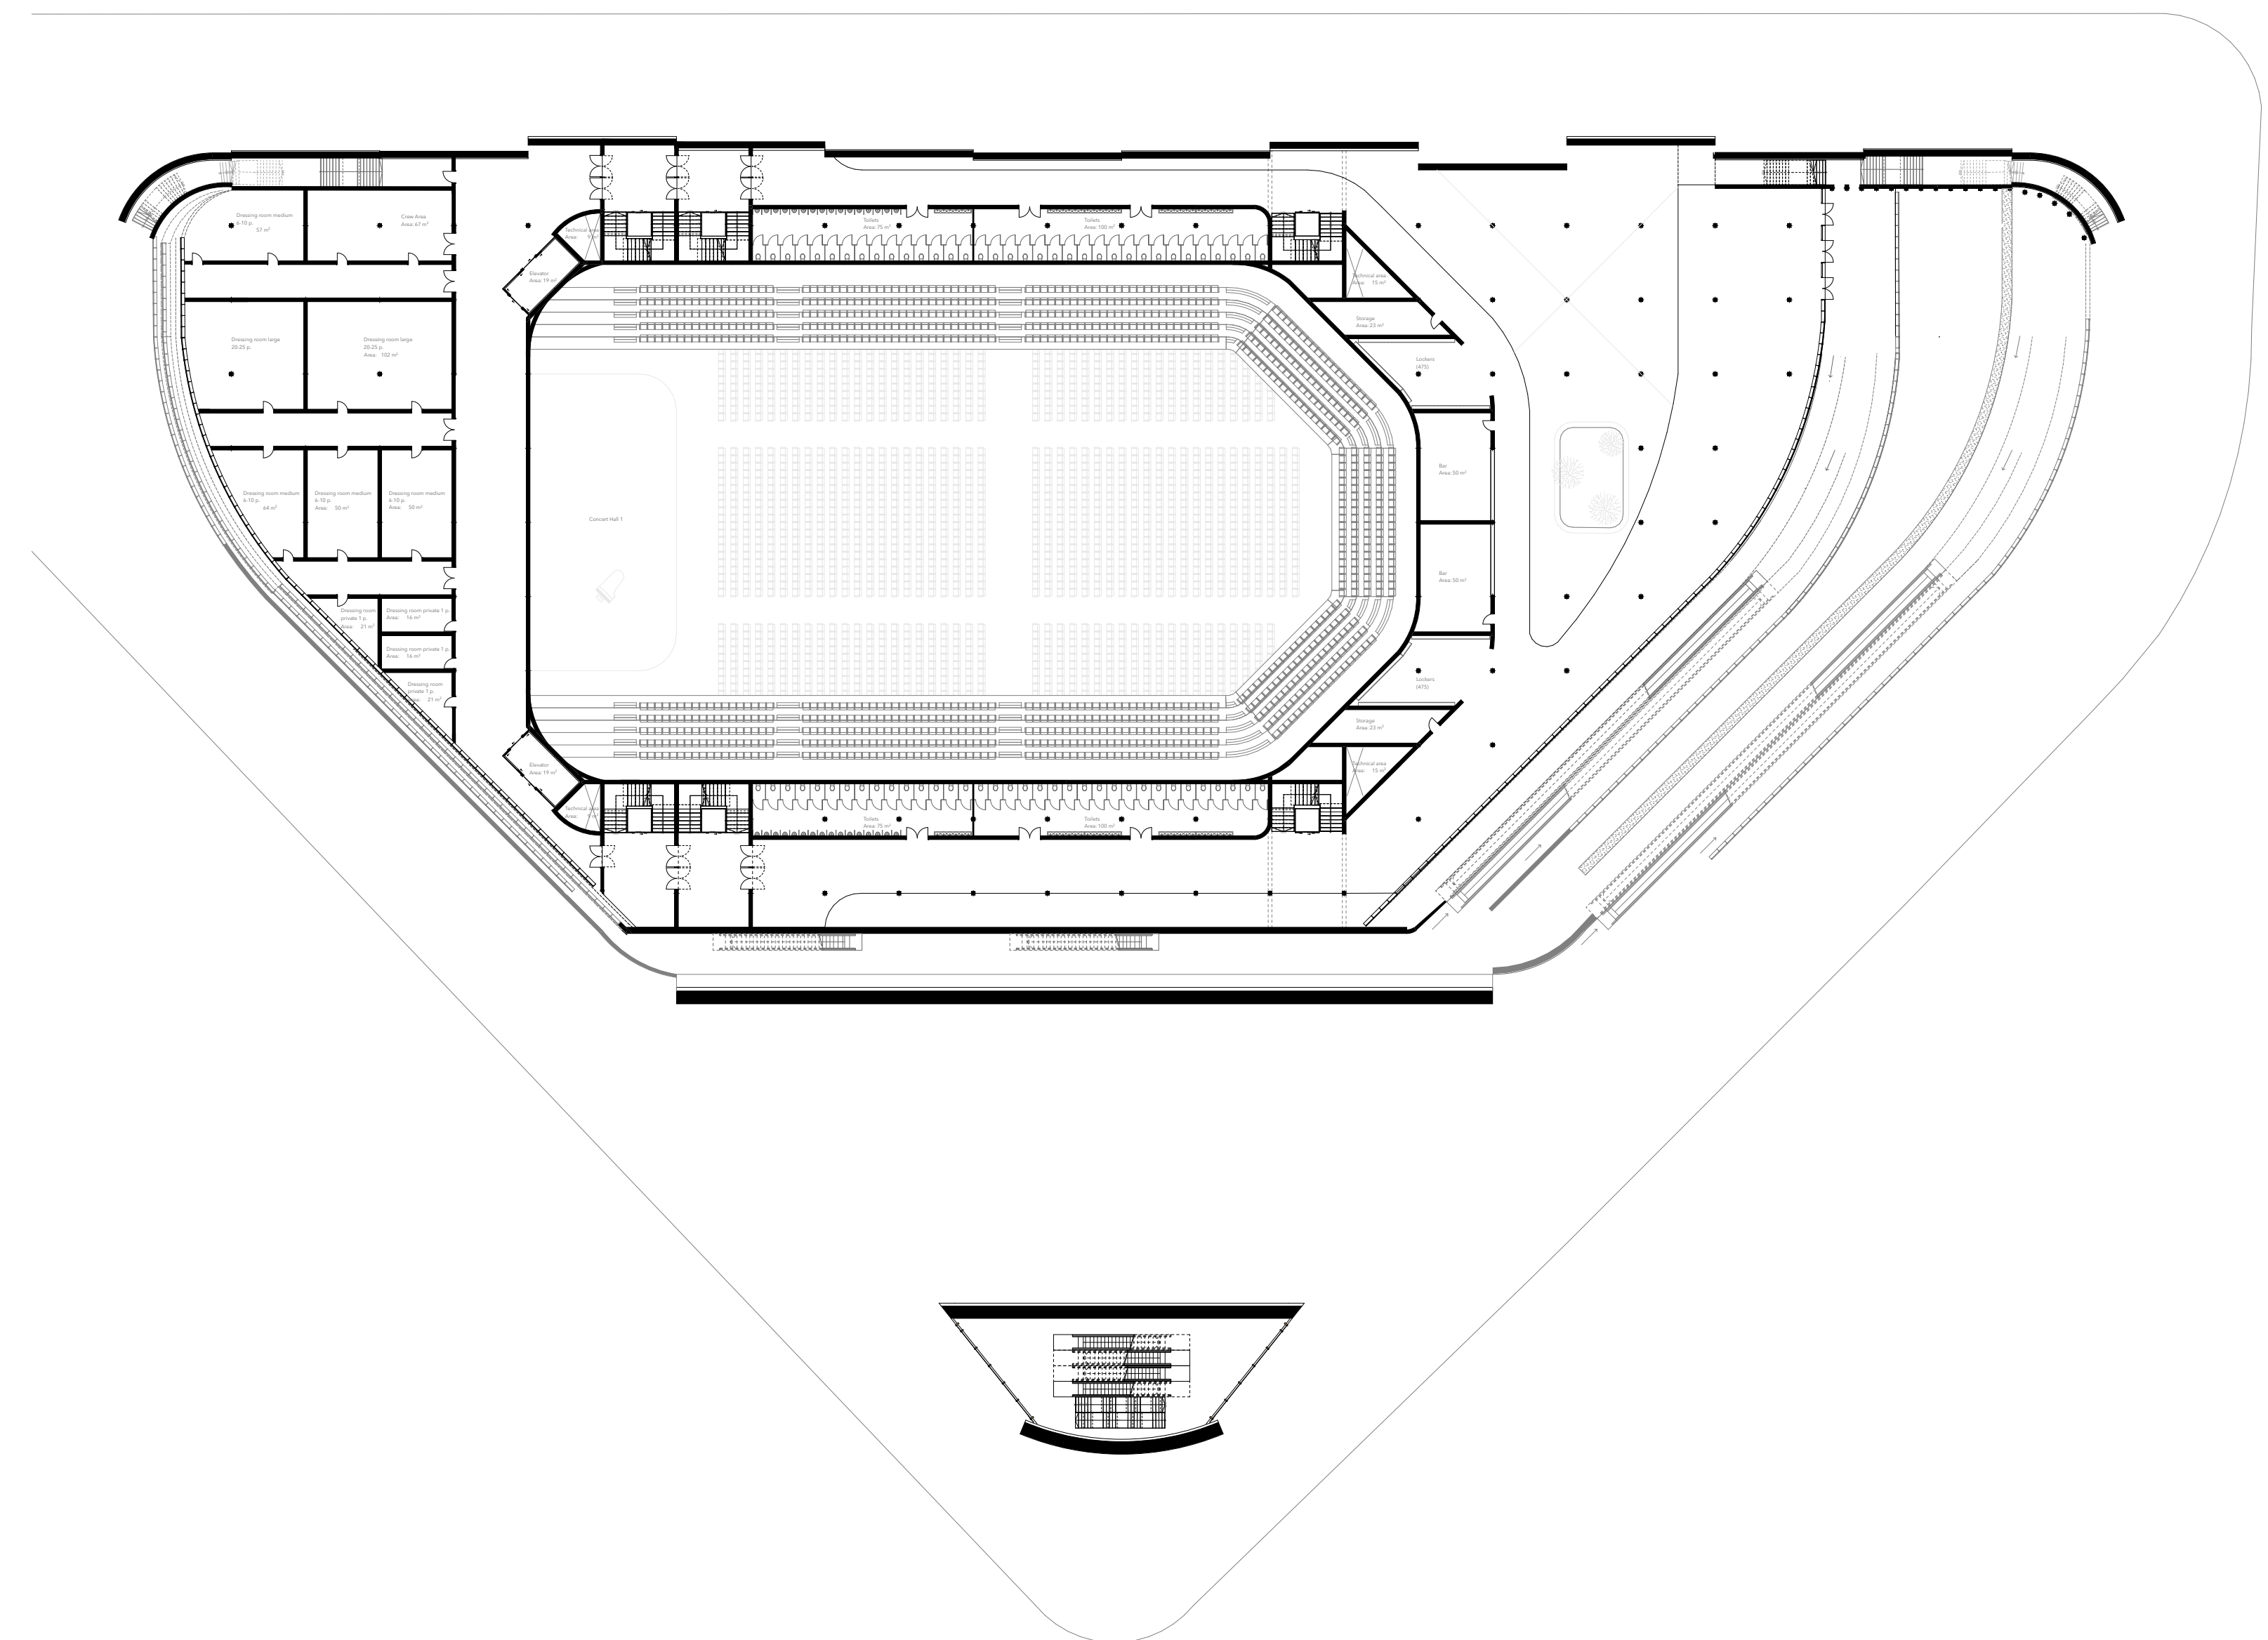 Dressing room medium
6-10 p.
57 m²
Crew Area
Area: 67 m²
Technical area
Area: 9 m²
Toilets
Area: 75 m²
Toilets
Area: 100 m²
Elevator
Area: 19 m²
Technical area
Area: 15 m²
Storage
Area: 23 m²
Dressing room large
20-25 p.
Dressing room large
20-25 p.
Area: 102 m²
Lockers
(475)
Bar
Area: 50 m²
Dressing room medium
6-10 p.
64 m²
Dressing room medium
6-10 p.
Area: 50 m²
Dressing room medium
6-10 p.
Area: 50 m²
Concert Hall 1
Bar
Area: 50 m²
Dressing room
private 1 p.
Area: 21 m²
Dressing room private 1 p.
Area: 16 m²
Dressing room private 1 p.
Area: 16 m²
Dressing room
private 1 p.
21 m²
Lockers
(475)
Storage
Area: 23 m²
Elevator
Area: 19 m²
Technical area
Area: 15 m²
Technical area
Area: 9 m²
Toilets
Area: 75 m²
Toilets
Area: 100 m²